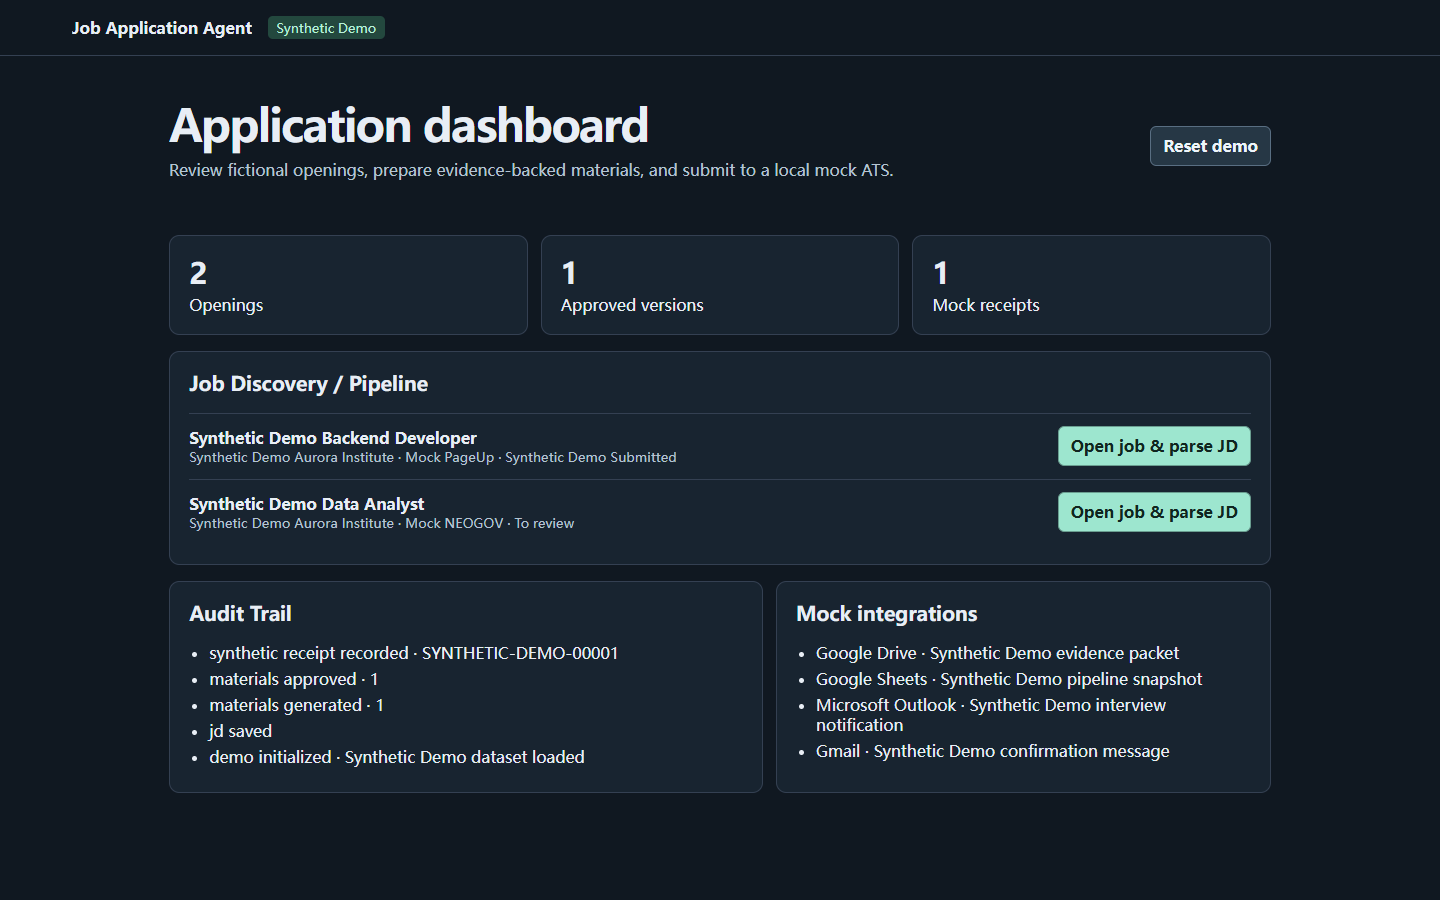 Job Application Agent
Synthetic Demo
Application dashboard
Review fictional openings, prepare evidence-backed materials, and submit to a local mock ATS.
Reset demo
2
Openings
1
Approved versions
1
Mock receipts
Job Discovery / Pipeline
Synthetic Demo Backend Developer
Synthetic Demo Aurora Institute · Mock PageUp · Synthetic Demo Submitted
Open job & parse JD
Synthetic Demo Data Analyst
Synthetic Demo Aurora Institute · Mock NEOGOV · To review
Open job & parse JD
Audit Trail
• synthetic receipt recorded · SYNTHETIC-DEMO-00001
• materials approved · 1
• materials generated · 1
• jd saved
• demo initialized · Synthetic Demo dataset loaded
Mock integrations
• Google Drive · Synthetic Demo evidence packet
• Google Sheets · Synthetic Demo pipeline snapshot
• Microsoft Outlook · Synthetic Demo interview
notification
• Gmail · Synthetic Demo confirmation message